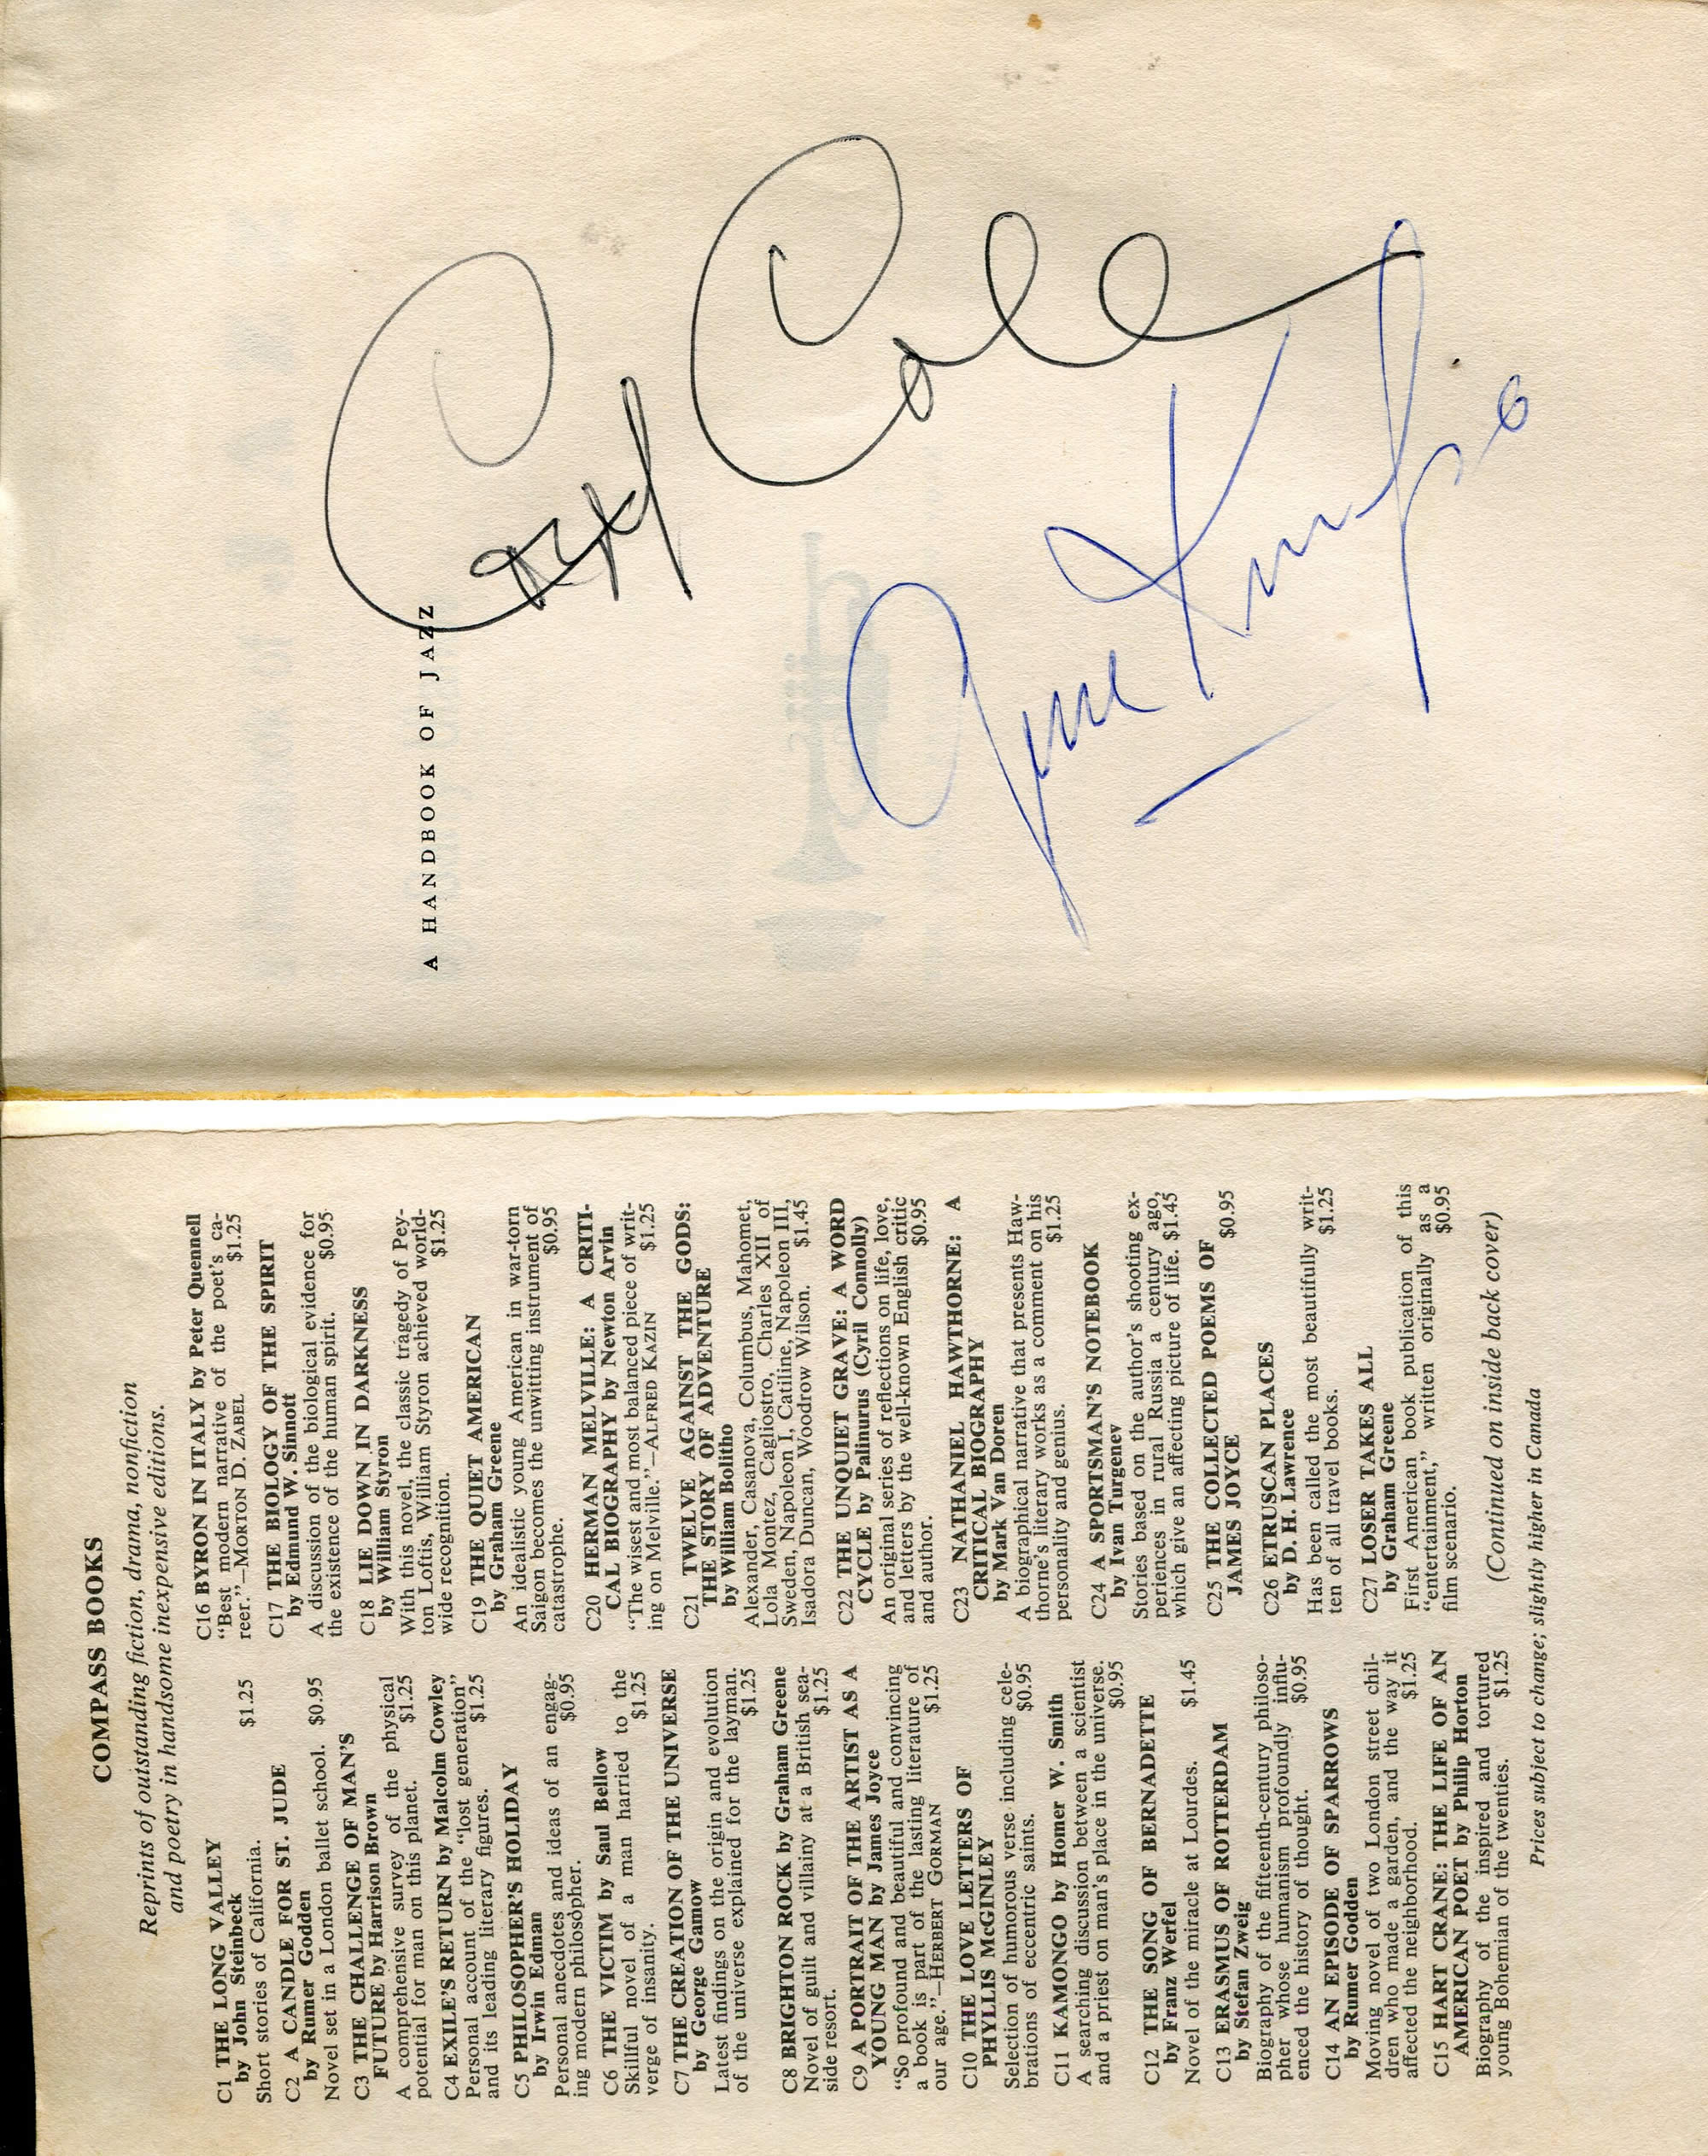 COMPASS BOOKS
Reprints of outstanding fiction, drama, nonfiction
and poetry in handsome inexpensive editions.
C1 THE LONG VALLEY
by John Steinbeck
Short stories of California. $1.25
C2 A CANDLE FOR ST. JUDE
by Rumer Godden
Novel set in a London ballet school. $0.95
C3 THE CHALLENGE OF MAN'S
FUTURE by Harrison Brown
A comprehensive survey of the physical
potential for man on this planet. $1.25
C4 EXILE'S RETURN by Malcolm Cowley
Personal account of the "lost generation"
and its leading literary figures. $1.25
C5 PHILOSOPHER'S HOLIDAY
by Irwin Edman
Personal anecdotes and ideas of an engag-
ing modern philosopher. $0.95
C6 THE VICTIM by Saul Bellow
Skillful novel of a man harried to the
verge of insanity. $1.25
C7 THE CREATION OF THE UNIVERSE
by George Gamow
Latest findings on the origin and evolution
of the universe explained for the layman.
$1.25
C8 BRIGHTON ROCK by Graham Greene
Novel of guilt and villainy at a British sea-
side resort. $1.25
C9 A PORTRAIT OF THE ARTIST AS A
YOUNG MAN by James Joyce
"So profound and beautiful and convincing
a book is part of the lasting literature of
our age."—HERBERT GORMAN $1.25
C10 THE LOVE LETTERS OF
PHYLLIS McGINLEY
Selection of humorous verse including cele-
brations of eccentric saints. $0.95
C11 KAMONGO by Homer W. Smith
A searching discussion between a scientist
and a priest on man's place in the universe.
$0.95
C12 THE SONG OF BERNADETTE
by Franz Werfel
Novel of the miracle at Lourdes. $1.45
C13 ERASMUS OF ROTTERDAM
by Stefan Zweig
Biography of the fifteenth-century philoso-
pher whose humanism profoundly influ-
enced the history of thought. $0.95
C14 AN EPISODE OF SPARROWS
by Rumer Godden
Moving novel of two London street chil-
dren who made a garden, and the way it
affected the neighborhood. $1.25
C15 HART CRANE: THE LIFE OF AN
AMERICAN POET by Philip Horton
Biography of the inspired and tortured
young Bohemian of the twenties. $1.25
C16 BYRON IN ITALY by Peter Quennell
"Best modern narrative of the poet's ca-
reer."—MORTON D. ZABEL $1.25
C17 THE BIOLOGY OF THE SPIRIT
by Edmund W. Sinnott
A discussion of the biological evidence for
the existence of the human spirit. $0.95
C18 LIE DOWN IN DARKNESS
by William Styron
With this novel, the classic tragedy of Pey-
ton Loftis, William Styron achieved world-
wide recognition. $1.25
C19 THE QUIET AMERICAN
by Graham Greene
An idealistic young American in war-torn
Saigon becomes the unwitting instrument of
catastrophe. $0.95
C20 HERMAN MELVILLE: A CRITI-
CAL BIOGRAPHY by Newton Arvin
"The wisest and most balanced piece of writ-
ing on Melville."—ALFRED KAZIN $1.25
C21 TWELVE AGAINST THE GODS:
THE STORY OF ADVENTURE
by William Bolitho
Alexander, Casanova, Columbus, Mahomet,
Lola Montez, Cagliostro, Charles XII of
Sweden, Napoleon I, Catiline, Napoleon III,
Isadora Duncan, Woodrow Wilson. $1.45
C22 THE UNQUIET GRAVE: A WORD
CYCLE by Palinurus (Cyril Connolly)
An original series of reflections on life, love,
and letters by the well-known English critic
and author. $0.95
C23 NATHANIEL HAWTHORNE: A
CRITICAL BIOGRAPHY
by Mark Van Doren
A biographical narrative that presents Haw-
thorne's literary works as a comment on his
personality and genius. $1.25
C24 A SPORTSMAN'S NOTEBOOK
by Ivan Turgenev
Stories based on the author's shooting ex-
periences in rural Russia a century ago,
which give an affecting picture of life. $1.45
C25 THE COLLECTED POEMS OF
JAMES JOYCE $0.95
C26 ETRUSCAN PLACES
by D. H. Lawrence
Has been called the most beautifully writ-
ten of all travel books. $1.25
C27 LOSER TAKES ALL
by Graham Greene
First American book publication of this
"entertainment," written originally as a
film scenario. $0.95
(Continued on inside back cover)
Prices subject to change; slightly higher in Canada
A HANDBOOK OF JAZZ
Cozy Cole
Gene Krupa